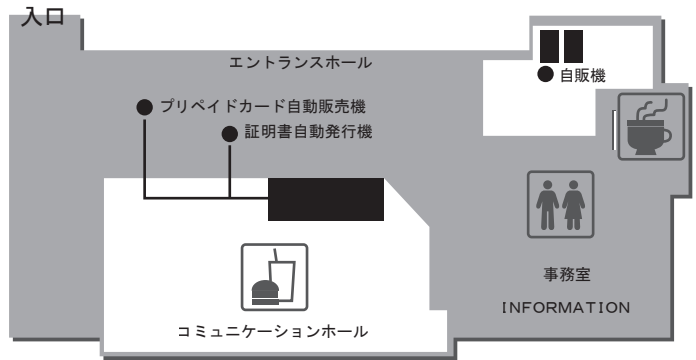 入口
エントランスホール
自販機
プリペイドカード自動販売機
証明書自動発行機
事務室
INFORMATION
コミュニケーションホール